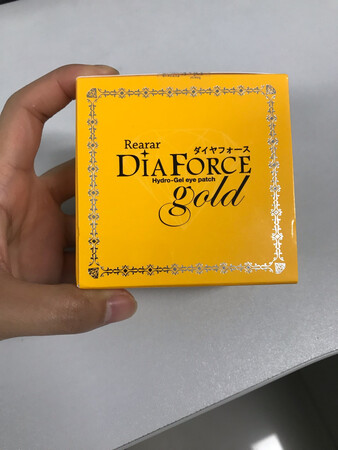 Rearar
ダイヤフォース
DIAFORCE
Hydro-Gel eye patch
gold